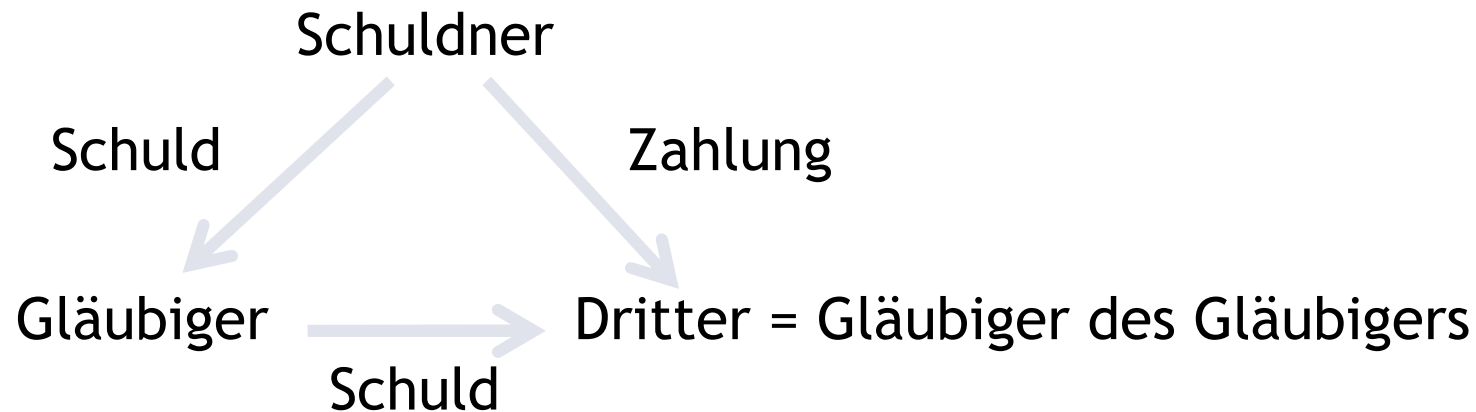 Schuldner
Schuld
Zahlung
Gläubiger
Dritter = Gläubiger des Gläubigers
Schuld